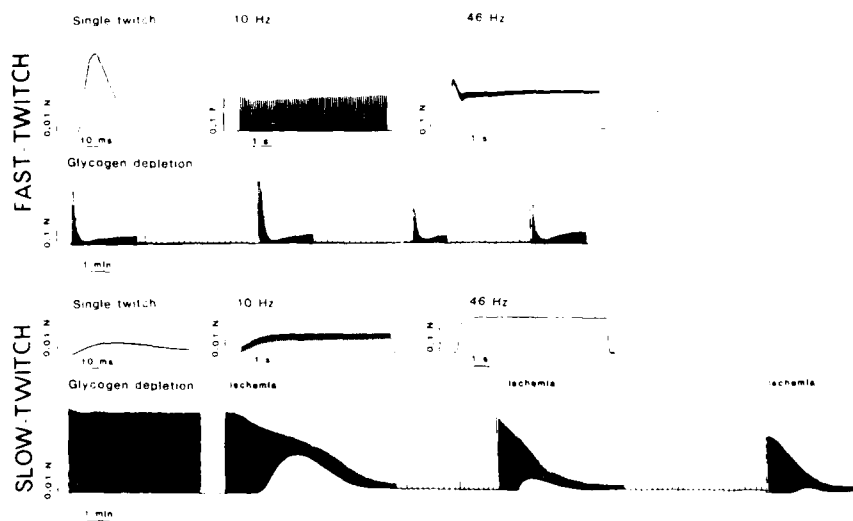 FAST-TWITCH
Single twitch
10 Hz
46 Hz
0.01 N
10 ms
0.01 N
1 s
0.1 N
1 s
Glycogen depletion
0.1 N
1 min
SLOW-TWITCH
Single twitch
10 Hz
46 Hz
0.01 N
10 ms
0.01 N
1 s
0.1 N
1 s
Glycogen depletion
Ischemia
Ischemia
Ischemia
0.01 N
1 min